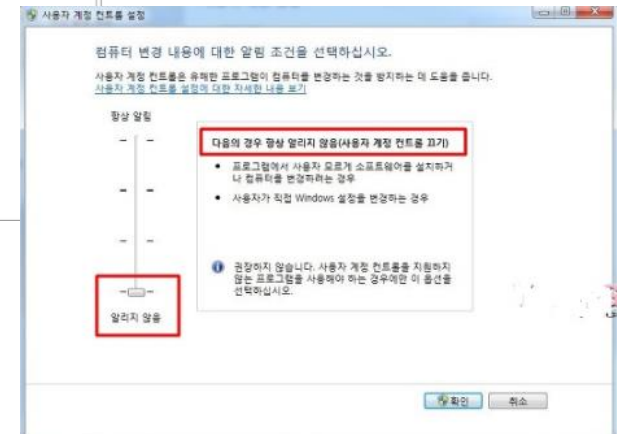 사용자 계정 컨트롤 설정
컴퓨터 변경 내용에 대한 알림 조건을 선택하십시오.
사용자 계정 컨트롤은 유해한 프로그램이 컴퓨터를 변경하는 것을 방지하는 데 도움을 줍니다.
사용자 계정 컨트롤 설정에 대한 자세한 내용 보기
항상 알림
다음의 경우 항상 알리지 않음(사용자 계정 컨트롤 끄기)
• 프로그램에서 사용자 모르게 소프트웨어를 설치하거
나 컴퓨터를 변경하려는 경우
• 사용자가 직접 Windows 설정을 변경하는 경우
권장하지 않습니다. 사용자 계정 컨트롤을 지원하지
않는 프로그램을 사용해야 하는 경우에만 이 옵션을
선택하십시오.
알리지 않음
확인
취소